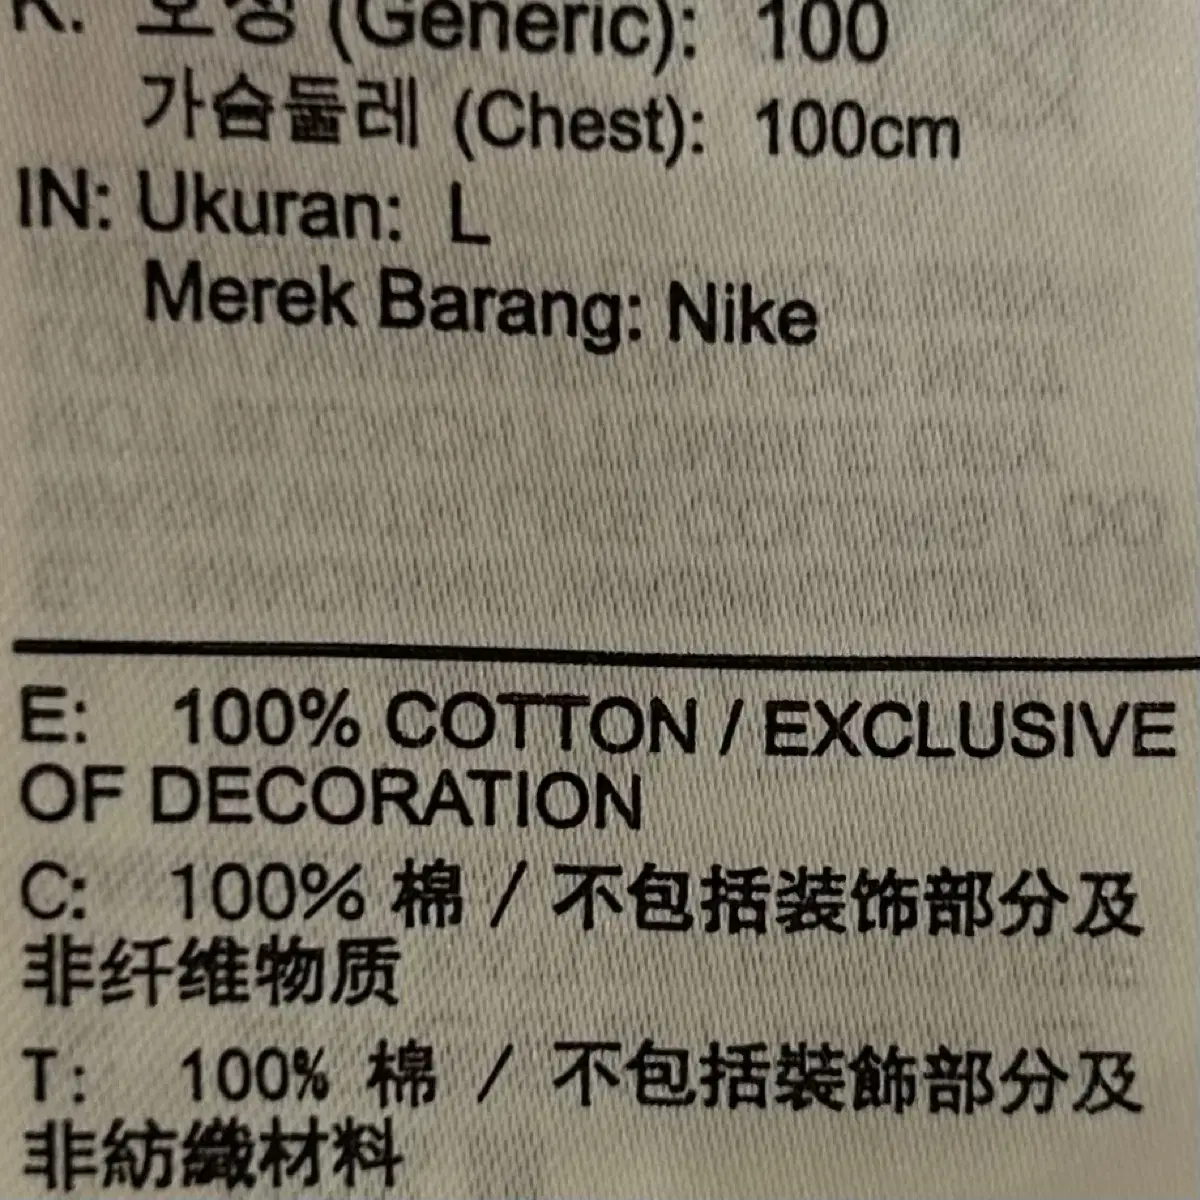 K: 호칭 (Generic): 100
가슴둘레 (Chest): 100cm
IN: Ukuran: L
Merek Barang: Nike
E: 100% COTTON / EXCLUSIVE
OF DECORATION
C: 100% 棉 / 不包括装饰部分及
非纤维物质
T: 100% 棉 / 不包括裝飾部分及
非紡織材料